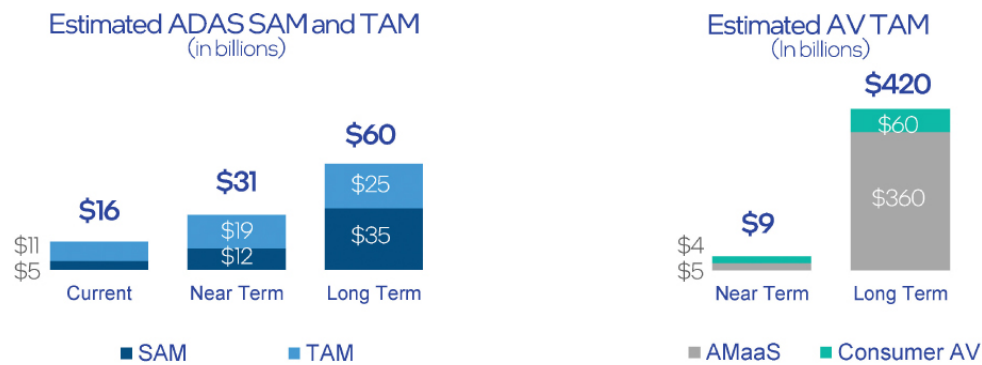 Estimated ADAS SAM and TAM
(in billions)
$16
$11
$5
Current
$31
$19
$12
Near Term
$60
$25
$35
Long Term
SAM
TAM
Estimated AV TAM
(In billions)
$9
$4
$5
Near Term
$420
$60
$360
Long Term
AMaaS
Consumer AV